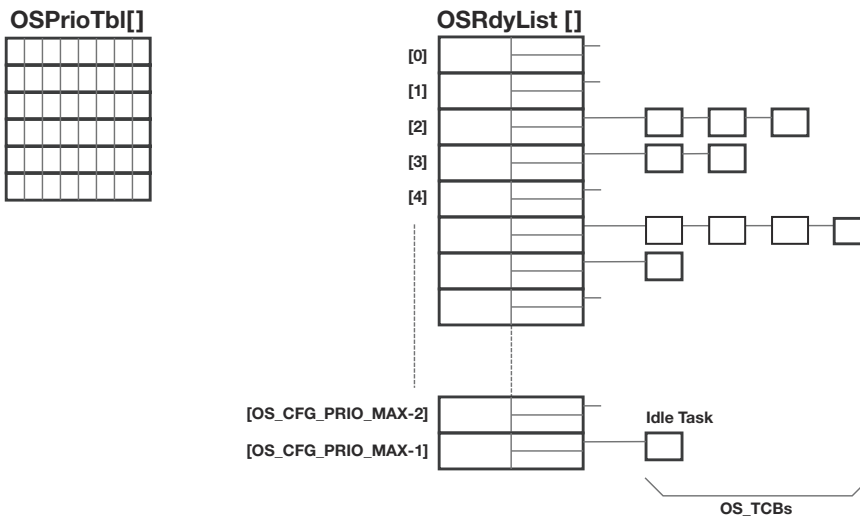 OSPrioTbl[]
OSRdyList []
[0]
[1]
[2]
[3]
[4]
[OS_CFG_PRIO_MAX-2]
Idle Task
[OS_CFG_PRIO_MAX-1]
OS_TCBs